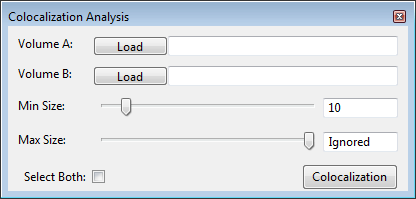 Colocalization Analysis
Volume A: Load
Volume B: Load
Min Size: 10
Max Size: Ignored
Select Both: Colocalization